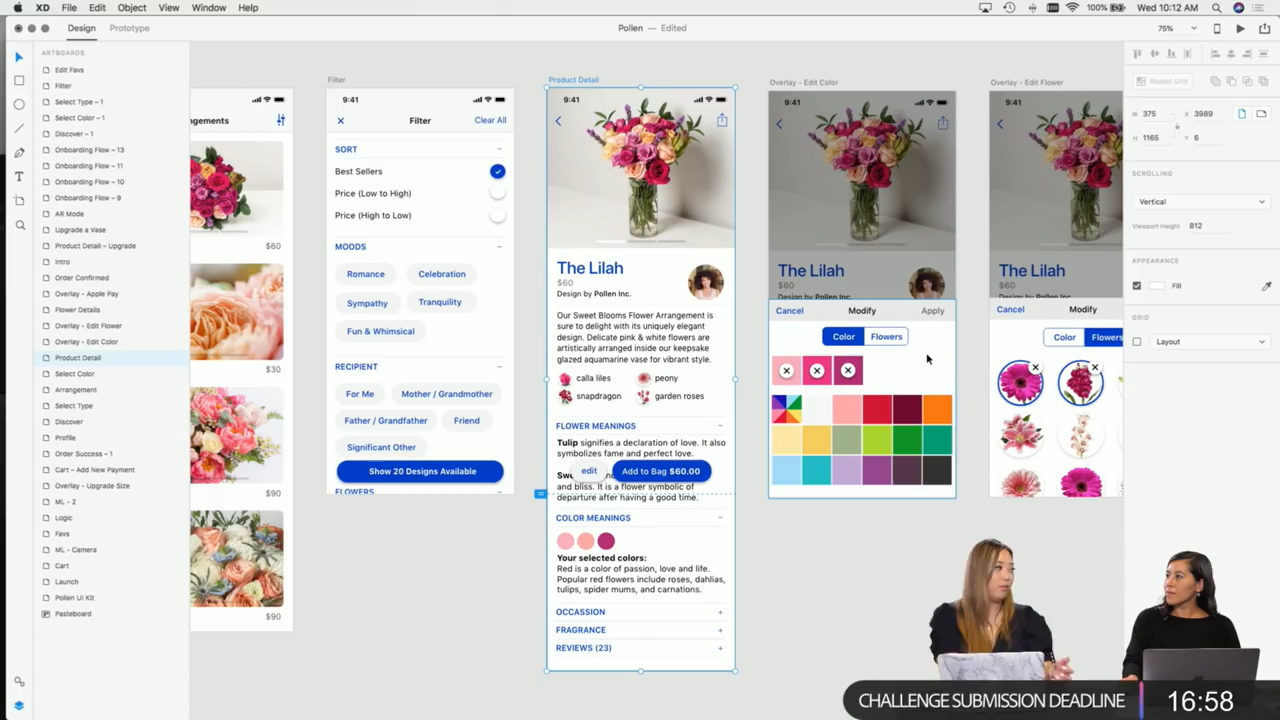 XD File Edit Object View Window Help
100% Wed 10:12 AM
Design Prototype
Pollen — Edited
75%
ARTBOARDS
Edit Favs
Filter
Select Type – 1
Select Color – 1
Discover – 1
Onboarding Flow – 13
Onboarding Flow – 11
Onboarding Flow – 10
Onboarding Flow – 9
AR Mode
Upgrade a Vase
Product Detail – Upgrade
Intro
Order Confirmed
Overlay - Apple Pay
Flower Details
Overlay - Edit Flower
Overlay - Edit Color
Product Detail
Select Color
Arrangement
Select Type
Discover
Profile
Order Success – 1
Cart – Add New Payment
Overlay – Upgrade Size
ML - 2
Logic
Favs
ML - Camera
Cart
Launch
Pollen UI Kit
Pasteboard
ngements
$60
$30
$90
$90
Filter
9:41
Filter
Clear All
SORT
Best Sellers
Price (Low to High)
Price (High to Low)
MOODS
Romance
Celebration
Sympathy
Tranquility
Fun & Whimsical
RECIPIENT
For Me
Mother / Grandmother
Father / Grandfather
Friend
Significant Other
Show 20 Designs Available
FLOWERS
Product Detail
9:41
The Lilah
$60
Design by Pollen Inc.
Our Sweet Blooms Flower Arrangement is
sure to delight with its uniquely elegant
design. Delicate pink & white flowers are
artistically arranged inside our keepsake
glazed aquamarine vase for vibrant style.
calla lilies
peony
snapdragon
garden roses
FLOWER MEANINGS
Tulip signifies a declaration of love. It also
symbolizes fame and perfect love.
edit
Add to Bag $60.00
and bliss. It is a flower symbolic of
departure after having a good time.
COLOR MEANINGS
Your selected colors:
Red is a color of passion, love and life.
Popular red flowers include roses, dahlias,
tulips, spider mums, and carnations.
OCCASSION
FRAGRANCE
REVIEWS (23)
Overlay - Edit Color
9:41
The Lilah
$60
Design by Pollen Inc.
Cancel
Modify
Apply
Color
Flowers
Overlay - Edit Flower
9:41
The Lilah
$60
Design by Pollen Inc.
Cancel
Modify
Color
Flowers
Repeat Grid
W 375 X 3989
H 1165 Y 6
SCROLLING
Vertical
Viewport Height 812
APPEARANCE
Fill
GRID
Layout
CHALLENGE SUBMISSION DEADLINE
16:58